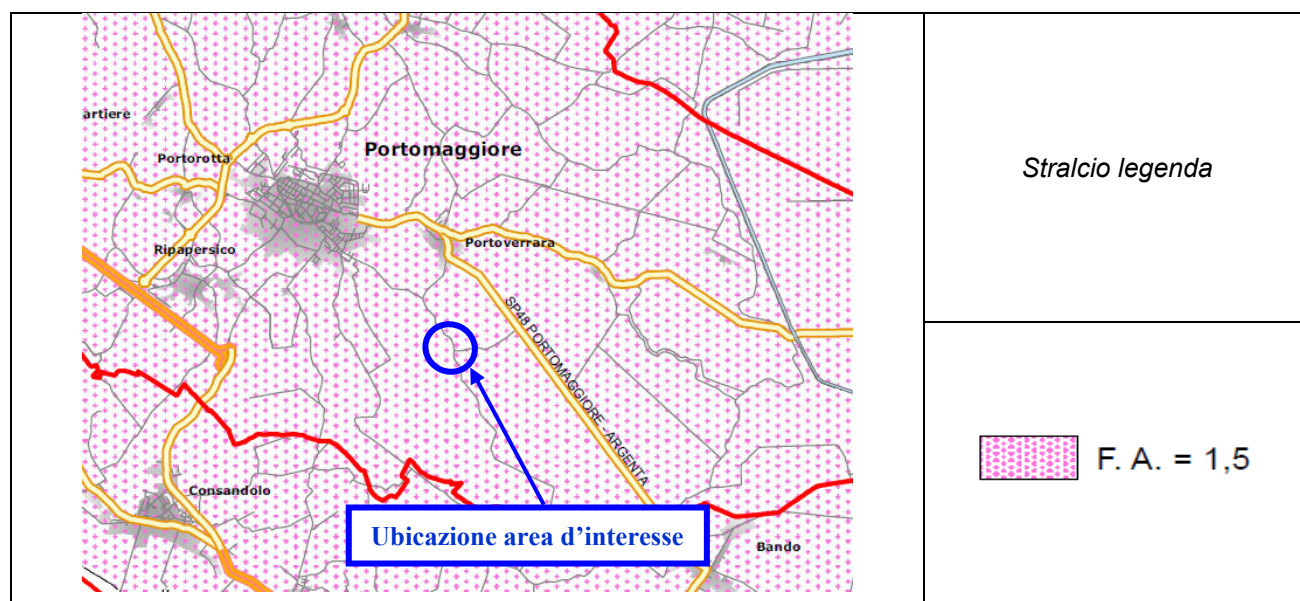 artiere
Portorotta
Portomaggiore
Ripapersico
Portoverrara
SP48 PORTOMAGGIORE - ARGENTA
Consandolo
Bando
Ubicazione area d'interesse
Stralcio legenda
F. A. = 1,5